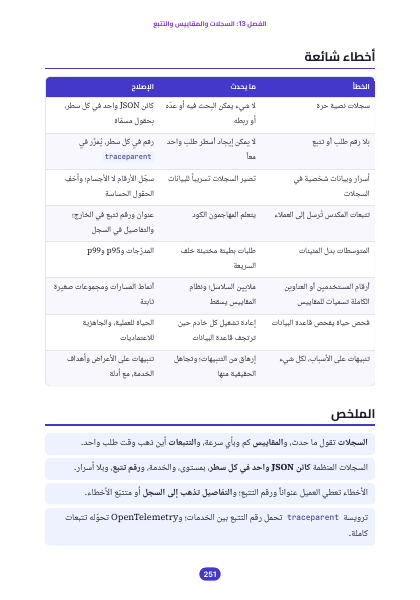 الفصل 13: السجلات والمقاييس والتتبع
أخطاء شائعة
الخطأ ما يحدث الإصلاح
سجلات نصية حرة لا شيء يمكن البحث فيه أو عدّه كائن JSON واحد في كل سطر،
أو ربطه بحقول مسمّاة
بلا رقم طلب أو تتبع لا يمكن إيجاد أسطر طلب واحد رقم في كل سطر، يُمرَّر في
معاً traceparent
أسرار وبيانات شخصية في تصير السجلات تسريباً للبيانات سجّل الأرقام لا الأجسام؛ وأخفِ
السجلات الحقول الحساسة
تتبعات المكدس تُرسل إلى العملاء يتعلم المهاجمون الكود عنوان ورقم تتبع في الخارج؛
والتفاصيل في السجل
المتوسطات بدل المئينات طلبات بطيئة مختبئة خلف المدرّجات وp95 وp99
السريعة
أرقام المستخدمين أو العناوين ملايين السلاسل؛ ونظام أنماط المسارات ومجموعات صغيرة
الكاملة تسميات للمقاييس المقاييس يسقط ثابتة
فحص حياة يفحص قاعدة البيانات إعادة تشغيل كل خادم حين الحياة للعملية، والجاهزية
ترتجف قاعدة البيانات للاعتماديات
تنبيهات على الأسباب، لكل شيء إرهاق من التنبيهات؛ وتجاهل تنبيهات على الأعراض وأهداف
الحقيقية منها الخدمة، مع أدلة
الملخص
السجلات تقول ما حدث، والمقاييس كم وبأي سرعة، والتتبعات أين ذهب وقت طلب واحد.
السجلات المنظمة كائن JSON واحد في كل سطر، بمستوى، والخدمة، ورقم تتبع، وبلا أسرار.
الأخطاء تعطي العميل عنواناً ورقم التتبع؛ والتفاصيل تذهب إلى السجل أو متتبّع الأخطاء.
ترويسة traceparent تحمل رقم التتبع بين الخدمات؛ وOpenTelemetry تحوّله تتبعات
كاملة.
251